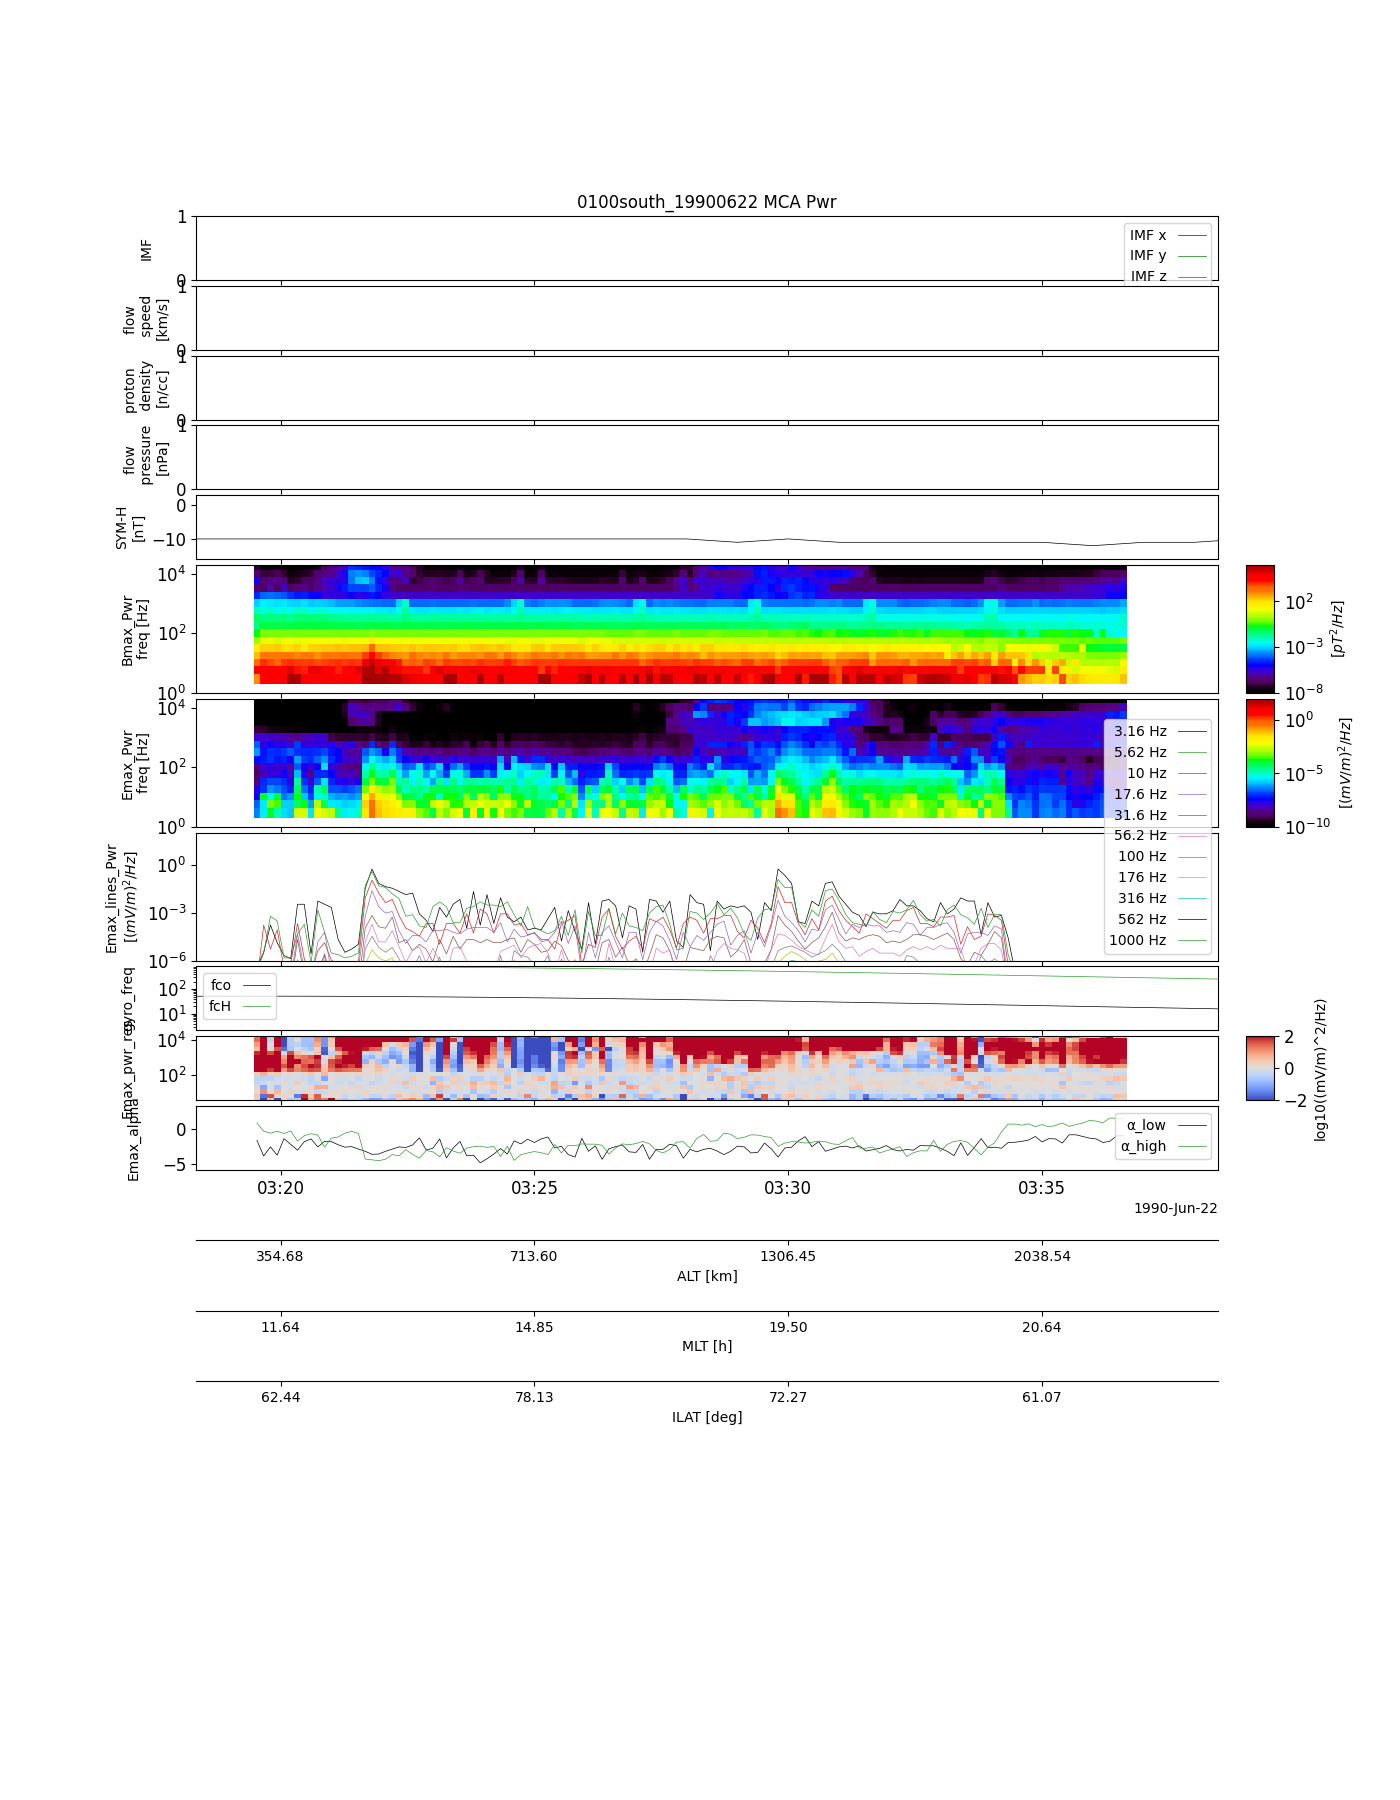 0100south_19900622 MCA Pwr
1
IMF
0
IMF x
IMF y
IMF z
1
flow
speed
[km/s]
0
1
proton
density
[n/cc]
0
1
flow
pressure
[nPa]
0
SYM-H
[nT]
0
−10
Bmax_Pwr
freq [Hz]
10^4
10^2
10^0
10^2
10^−3
10^−8
[pT^2/Hz]
Emax_Pwr
freq [Hz]
10^4
10^2
10^0
10^0
10^−5
10^−10
[(mV/m)^2/Hz]
3.16 Hz
5.62 Hz
10 Hz
17.6 Hz
31.6 Hz
56.2 Hz
100 Hz
176 Hz
316 Hz
562 Hz
1000 Hz
Emax_lines_Pwr
[(mV/m)^2/Hz]
10^0
10^−3
10^−6
gyro_freq
10^2
10^1
fco
fcH
Emax_pwr_reg
10^4
10^2
2
0
−2
log10((mV/m)^2/Hz)
Emax_alpha
0
−5
α_low
α_high
03:20 03:25 03:30 03:35
1990-Jun-22
354.68 713.60 1306.45 2038.54
ALT [km]
11.64 14.85 19.50 20.64
MLT [h]
62.44 78.13 72.27 61.07
ILAT [deg]